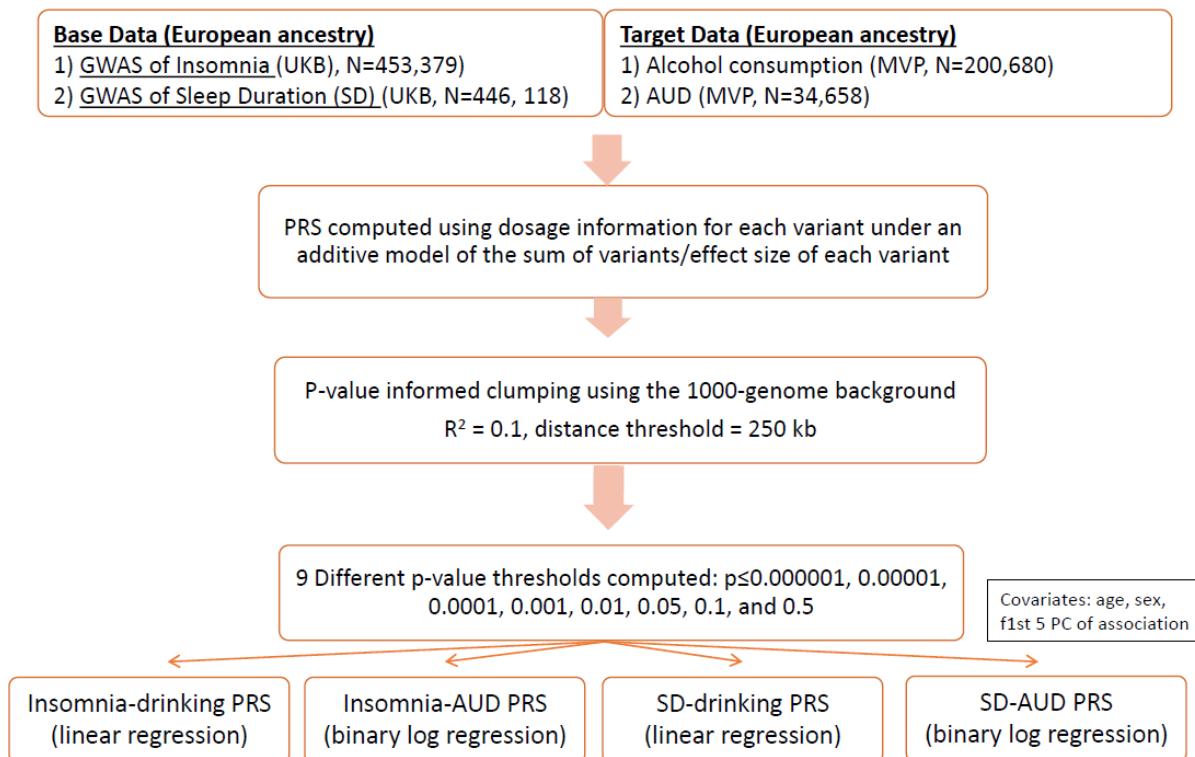 Base Data (European ancestry)
1) GWAS of Insomnia (UKB), N=453,379)
2) GWAS of Sleep Duration (SD) (UKB, N=446, 118)
Target Data (European ancestry)
1) Alcohol consumption (MVP, N=200,680)
2) AUD (MVP, N=34,658)
PRS computed using dosage information for each variant under an
additive model of the sum of variants/effect size of each variant
P-value informed clumping using the 1000-genome background
R² = 0.1, distance threshold = 250 kb
9 Different p-value thresholds computed: p≤0.000001, 0.00001,
0.0001, 0.001, 0.01, 0.05, 0.1, and 0.5
Covariates: age, sex,
f1st 5 PC of association
Insomnia-drinking PRS
(linear regression)
Insomnia-AUD PRS
(binary log regression)
SD-drinking PRS
(linear regression)
SD-AUD PRS
(binary log regression)